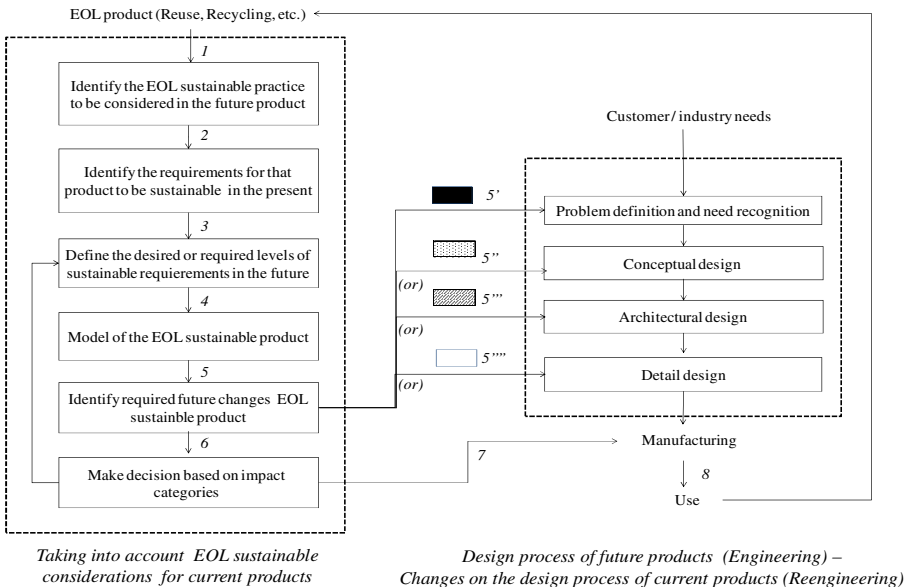 EOL product (Reuse, Recycling, etc.)
1
Identify the EOL sustainable practice
to be considered in the future product
2
Identify the requirements for that
product to be sustainable in the present
3
Define the desired or required levels of
sustainable requierements in the future
4
Model of the EOL sustainable product
5
Identify required future changes EOL
sustainble product
6
Make decision based on impact
categories
Taking into account EOL sustainable
considerations for current products
5'
5''
(or)
5'''
(or)
5''''
(or)
7
Customer / industry needs
Problem definition and need recognition
Conceptual design
Architectural design
Detail design
Manufacturing
8
Use
Design process of future products (Engineering) –
Changes on the design process of current products (Reengineering)